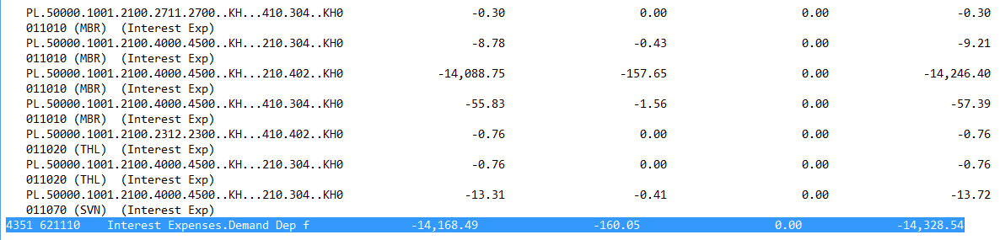 PL.50000.1001.2100.2711.2700..KH...410.304..KH0 -0.30 0.00 0.00 -0.30
011010 (MBR) (Interest Exp)
PL.50000.1001.2100.4000.4500..KH...210.304..KH0 -8.78 -0.43 0.00 -9.21
011010 (MBR) (Interest Exp)
PL.50000.1001.2100.4000.4500..KH...210.402..KH0 -14,088.75 -157.65 0.00 -14,246.40
011010 (MBR) (Interest Exp)
PL.50000.1001.2100.4000.4500..KH...410.304..KH0 -55.83 -1.56 0.00 -57.39
011010 (MBR) (Interest Exp)
PL.50000.1001.2100.2312.2300..KH...410.402..KH0 -0.76 0.00 0.00 -0.76
011020 (THL) (Interest Exp)
PL.50000.1001.2100.4000.4500..KH...210.304..KH0 -0.76 0.00 0.00 -0.76
011020 (THL) (Interest Exp)
PL.50000.1001.2100.4000.4500..KH...210.304..KH0 -13.31 -0.41 0.00 -13.72
011070 (SVN) (Interest Exp)
4351 621110 Interest Expenses.Demand Dep f -14,168.49 -160.05 0.00 -14,328.54